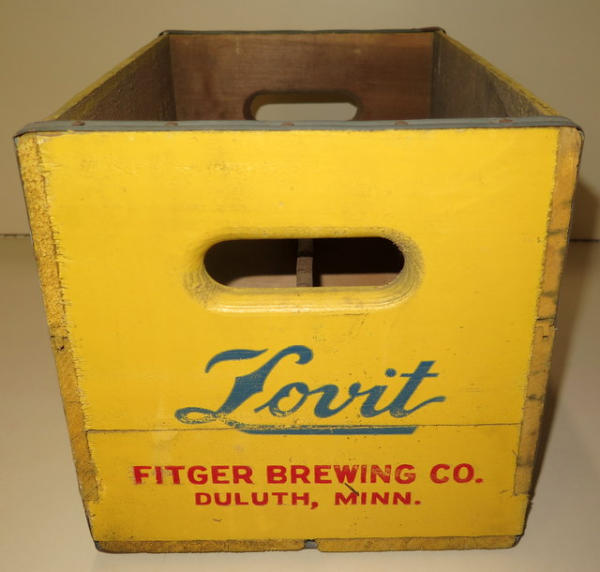 Lovit
FITGER BREWING CO.
DULUTH, MINN.